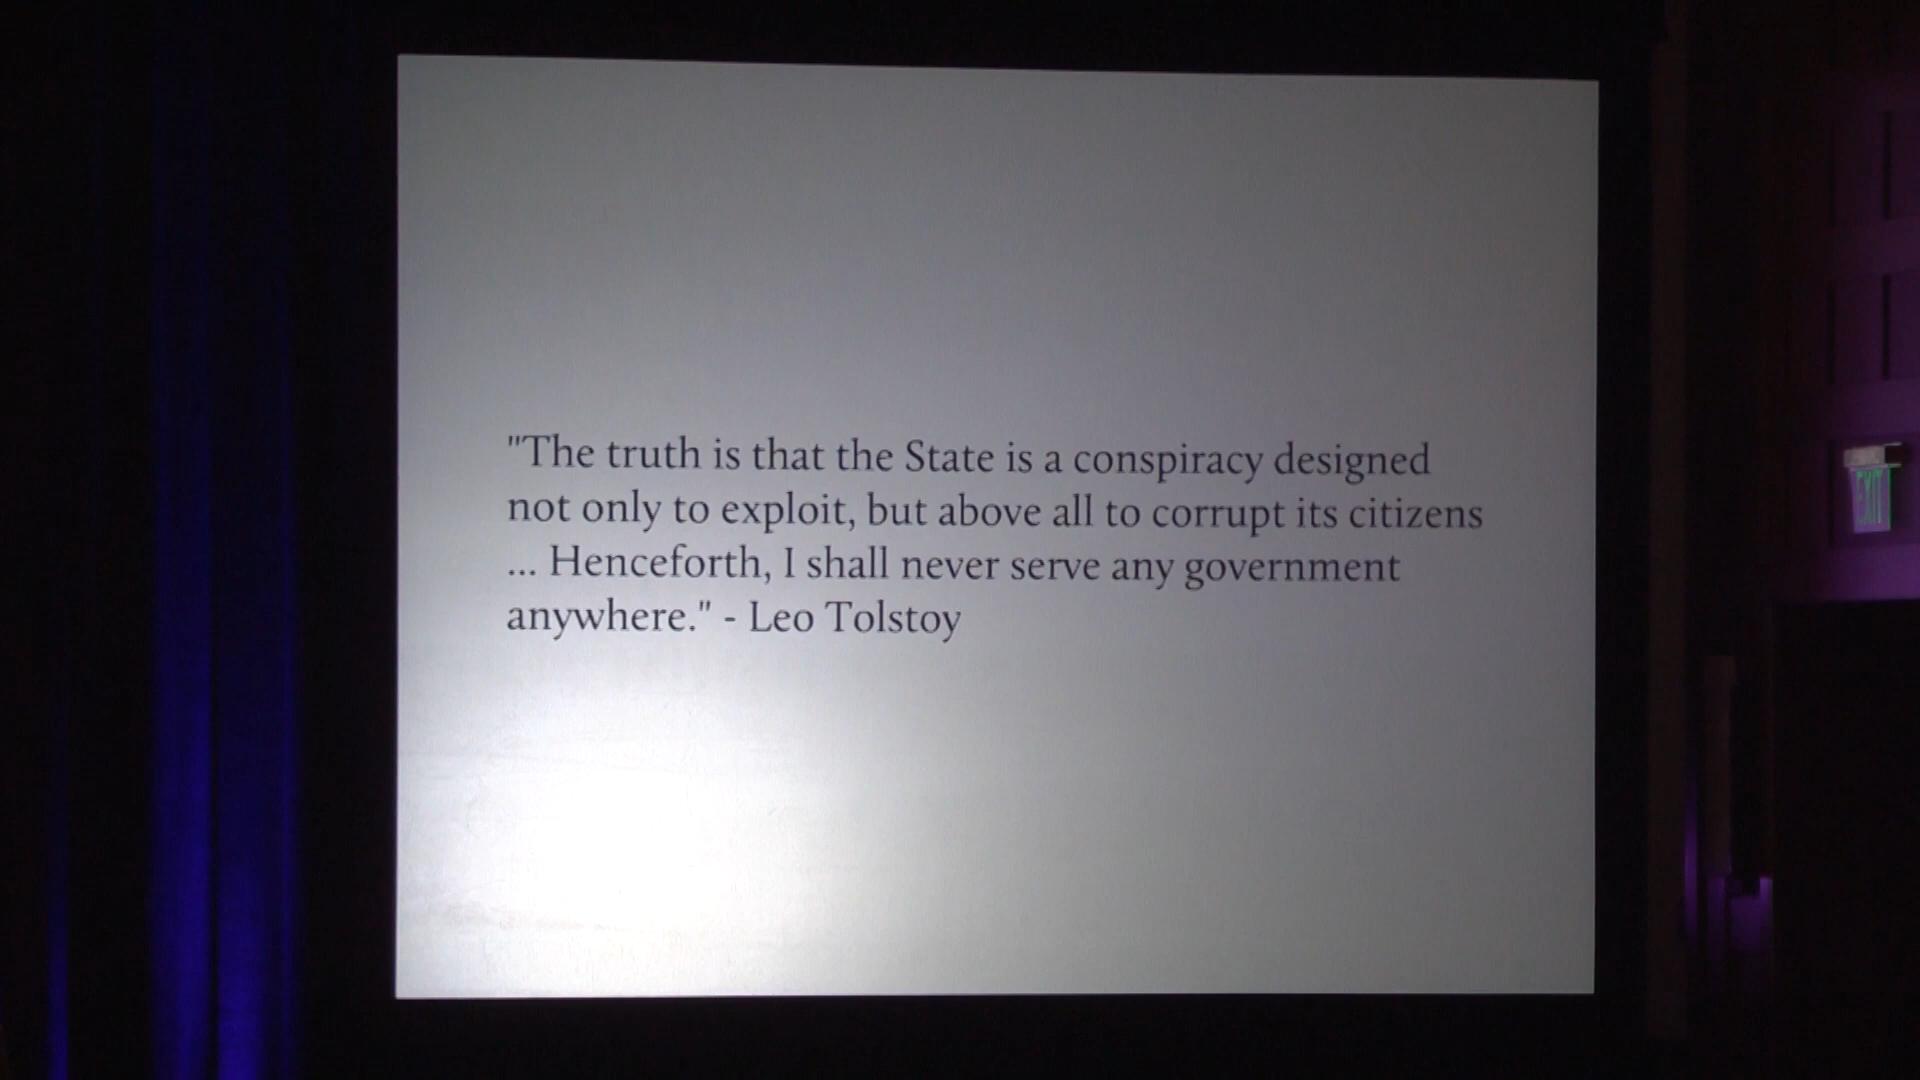 "The truth is that the State is a conspiracy designed
not only to exploit, but above all to corrupt its citizens
... Henceforth, I shall never serve any government
anywhere." - Leo Tolstoy
EXIT